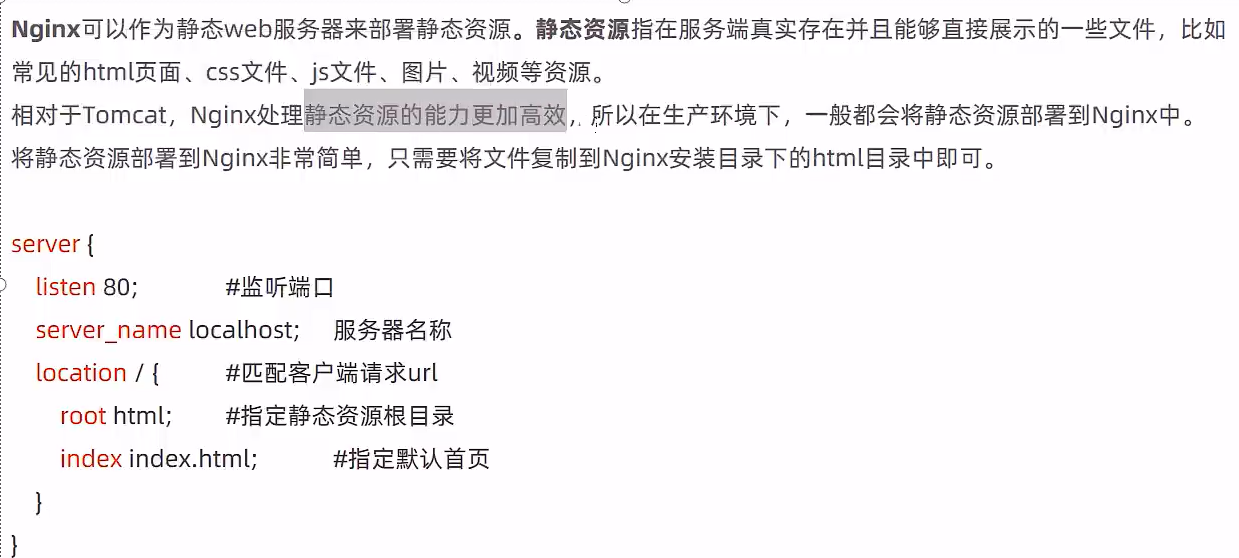 Nginx可以作为静态web服务器来部署静态资源。静态资源指在服务端真实存在并且能够直接展示的一些文件，比如
常见的html页面、css文件、js文件、图片、视频等资源。
相对于Tomcat，Nginx处理静态资源的能力更加高效，所以在生产环境下，一般都会将静态资源部署到Nginx中。
将静态资源部署到Nginx非常简单，只需要将文件复制到Nginx安装目录下的html目录中即可。
server {
listen 80; #监听端口
server_name localhost; 服务器名称
location / { #匹配客户端请求url
root html; #指定静态资源根目录
index index.html; #指定默认首页
}
}